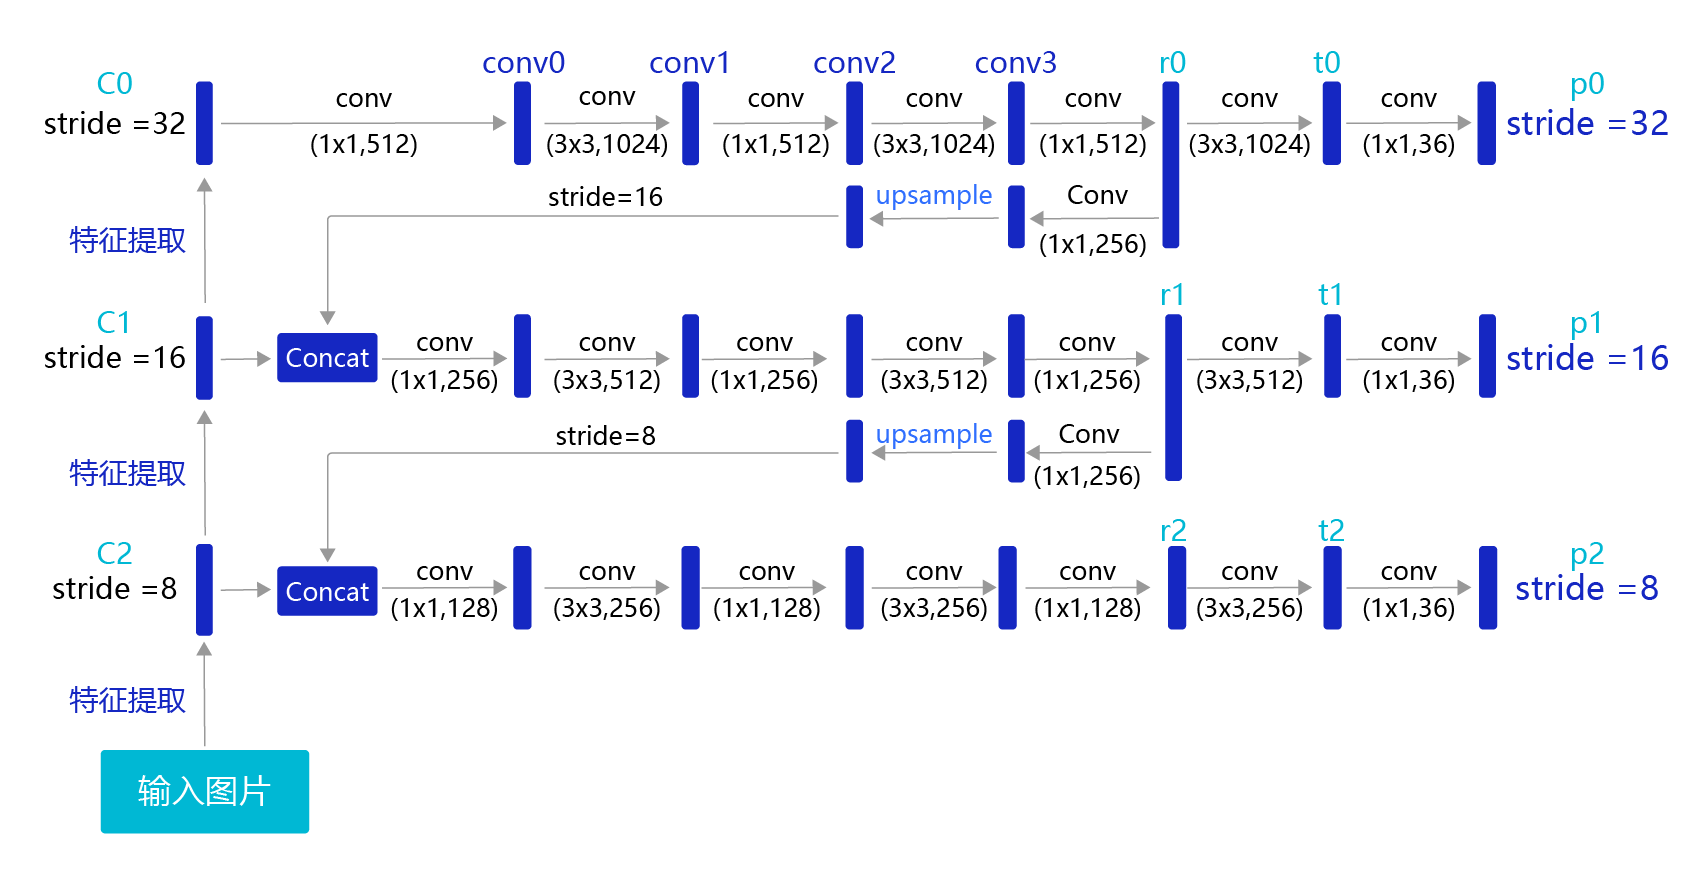 conv0 conv1 conv2 conv3 r0 t0
C0 p0
stride =32 conv conv conv conv conv conv conv stride =32
(1x1,512) (3x3,1024) (1x1,512) (3x3,1024) (1x1,512) (3x3,1024) (1x1,36)
stride=16 upsample Conv
特征提取 (1x1,256)
r1 t1
C1 p1
stride =16 Concat conv conv conv conv conv conv conv stride =16
(1x1,256) (3x3,512) (1x1,256) (3x3,512) (1x1,256) (3x3,512) (1x1,36)
stride=8 upsample Conv
特征提取 (1x1,256)
r2 t2
C2 p2
stride =8 Concat conv conv conv conv conv conv conv stride =8
(1x1,128) (3x3,256) (1x1,128) (3x3,256) (1x1,128) (3x3,256) (1x1,36)
特征提取
输入图片